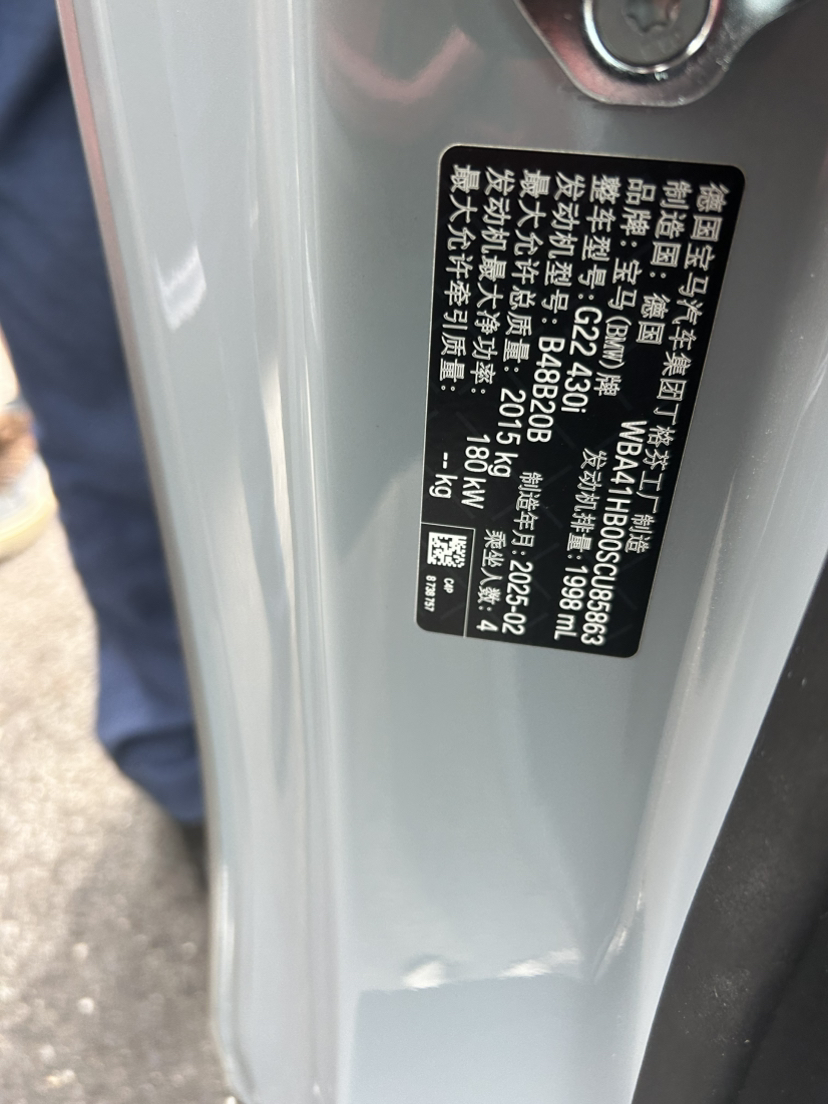 德国宝马汽车集团丁格芬工厂制造
制造国：德国 WBA41HB00SCU85863
品牌：宝马(BMW)牌
整车型号：G22 430i 发动机排量：1998 mL
发动机型号：B48B20B
最大允许总质量：2015 kg 制造年月：2025-02
发动机最大净功率：180 kW 乘坐人数：4
最大允许牵引质量：-- kg
C4P
8 738 757